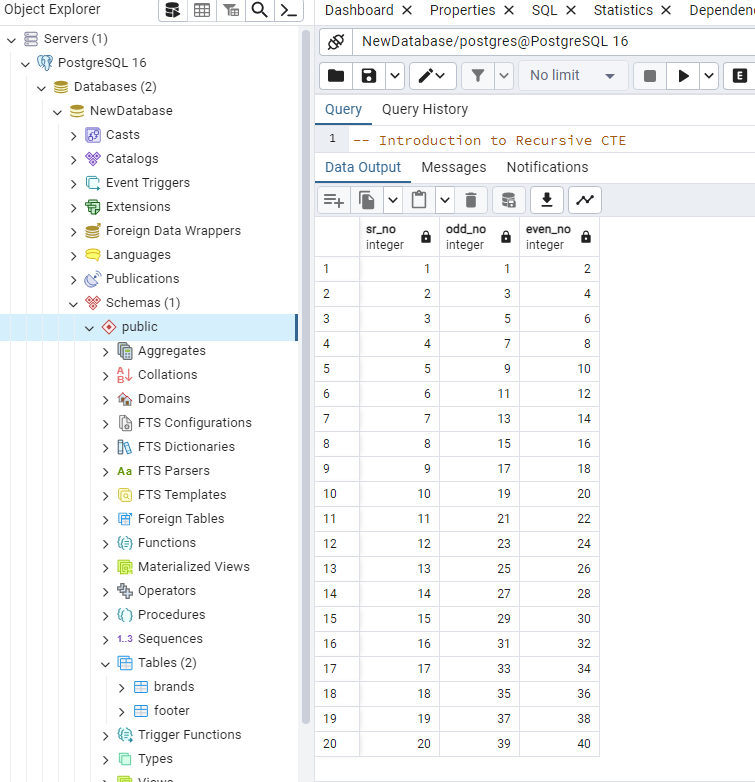 Object Explorer
Servers (1)
PostgreSQL 16
Databases (2)
NewDatabase
Casts
Catalogs
Event Triggers
Extensions
Foreign Data Wrappers
Languages
Publications
Schemas (1)
public
Aggregates
Collations
Domains
FTS Configurations
FTS Dictionaries
Aa FTS Parsers
FTS Templates
Foreign Tables
Functions
Materialized Views
Operators
Procedures
1..3 Sequences
Tables (2)
brands
footer
Trigger Functions
Types
Views
Dashboard Properties SQL Statistics Dependen
NewDatabase/postgres@PostgreSQL 16
No limit E
Query Query History
1 -- Introduction to Recursive CTE
Data Output Messages Notifications
sr_no odd_no even_no
integer integer integer
1 1 1 2
2 2 3 4
3 3 5 6
4 4 7 8
5 5 9 10
6 6 11 12
7 7 13 14
8 8 15 16
9 9 17 18
10 10 19 20
11 11 21 22
12 12 23 24
13 13 25 26
14 14 27 28
15 15 29 30
16 16 31 32
17 17 33 34
18 18 35 36
19 19 37 38
20 20 39 40